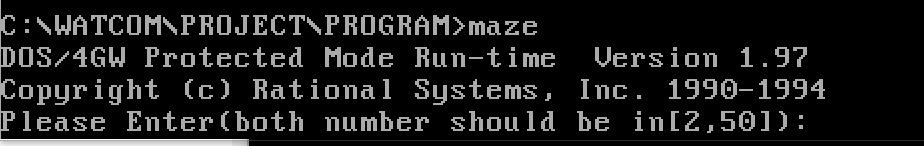 C:\WATCOM\PROJECT\PROGRAM>maze
DOS/4GW Protected Mode Run-time  Version 1.97
Copyright (c) Rational Systems, Inc. 1990-1994
Please Enter(both number should be in[2,50]):